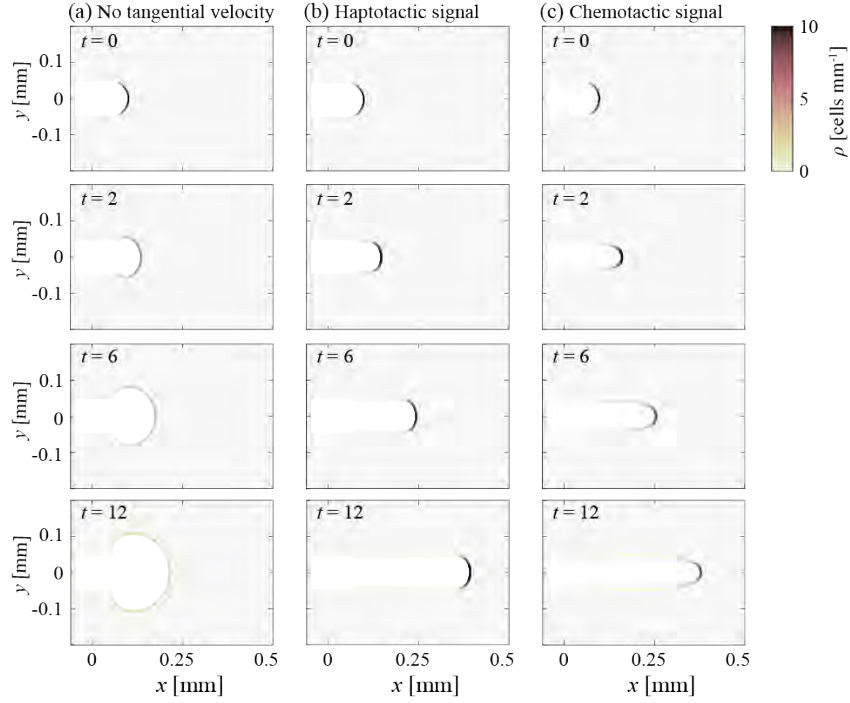 (a) No tangential velocity (b) Haptotactic signal (c) Chemotactic signal
t = 0 t = 0 t = 0
0.1
0
-0.1
y [mm]
10
5
0
ρ [cells mm⁻¹]
t = 2 t = 2 t = 2
0.1
0
-0.1
y [mm]
t = 6 t = 6 t = 6
0.1
0
-0.1
y [mm]
t = 12 t = 12 t = 12
0.1
0
-0.1
y [mm]
0 0.25 0.5 0 0.25 0.5 0 0.25 0.5
x [mm] x [mm] x [mm]